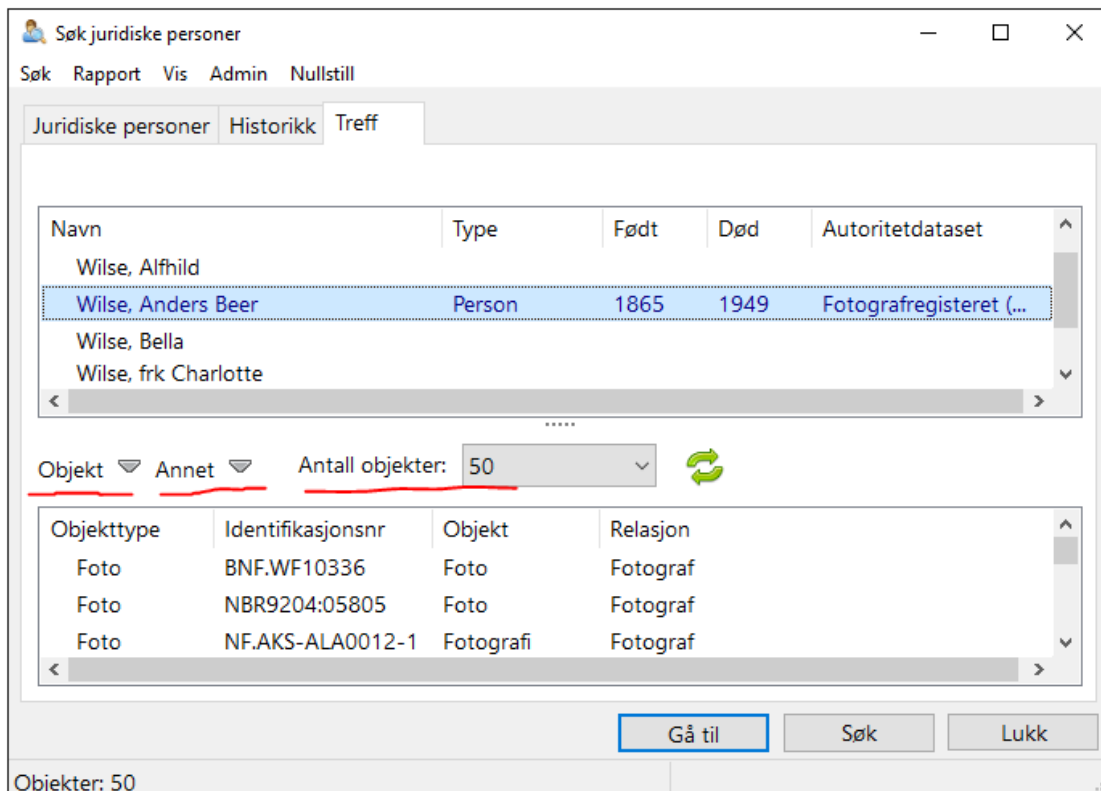 Søk juridiske personer
Søk Rapport Vis Admin Nullstill
Juridiske personer Historikk Treff
Navn Type Født Død Autoritetdataset
Wilse, Alfhild
Wilse, Anders Beer Person 1865 1949 Fotografregisteret (...
Wilse, Bella
Wilse, frk Charlotte
Objekt Annet Antall objekter: 50
Objekttype Identifikasjonsnr Objekt Relasjon
Foto BNF.WF10336 Foto Fotograf
Foto NBR9204:05805 Foto Fotograf
Foto NF.AKS-ALA0012-1 Fotografi Fotograf
Gå til Søk Lukk
Objekter: 50